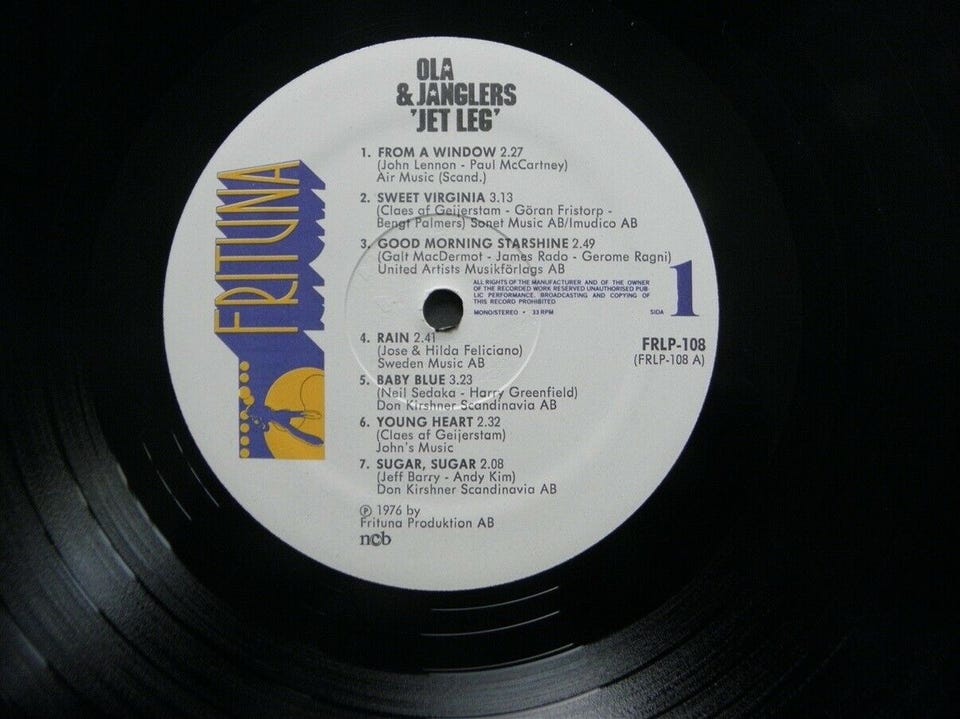 OLA
& JANGLERS
'JET LEG'
FRITUNA
1. FROM A WINDOW 2.27
(John Lennon - Paul McCartney)
Air Music (Scand.)
2. SWEET VIRGINIA 3.13
(Claes af Geijerstam - Göran Fristorp -
Bengt Palmers) Sonet Music AB/Imudico AB
3. GOOD MORNING STARSHINE 2.49
(Galt MacDermot - James Rado - Gerome Ragni)
United Artists Musikförlags AB
ALL RIGHTS OF THE MANUFACTURER AND OF THE OWNER
OF THE RECORDED WORK RESERVED UNAUTHORISED PUB-
LIC PERFORMANCE, BROADCASTING AND COPYING OF
THIS RECORD PROHIBITED
MONO/STEREO • 33 RPM
SIDA 1
FRLP-108
(FRLP-108 A)
4. RAIN 2.41
(Jose & Hilda Feliciano)
Sweden Music AB
5. BABY BLUE 3.23
(Neil Sedaka - Harry Greenfield)
Don Kirshner Scandinavia AB
6. YOUNG HEART 2.32
(Claes af Geijerstam)
John's Music
7. SUGAR, SUGAR 2.08
(Jeff Barry - Andy Kim)
Don Kirshner Scandinavia AB
℗ 1976 by
Frituna Produktion AB
ncb